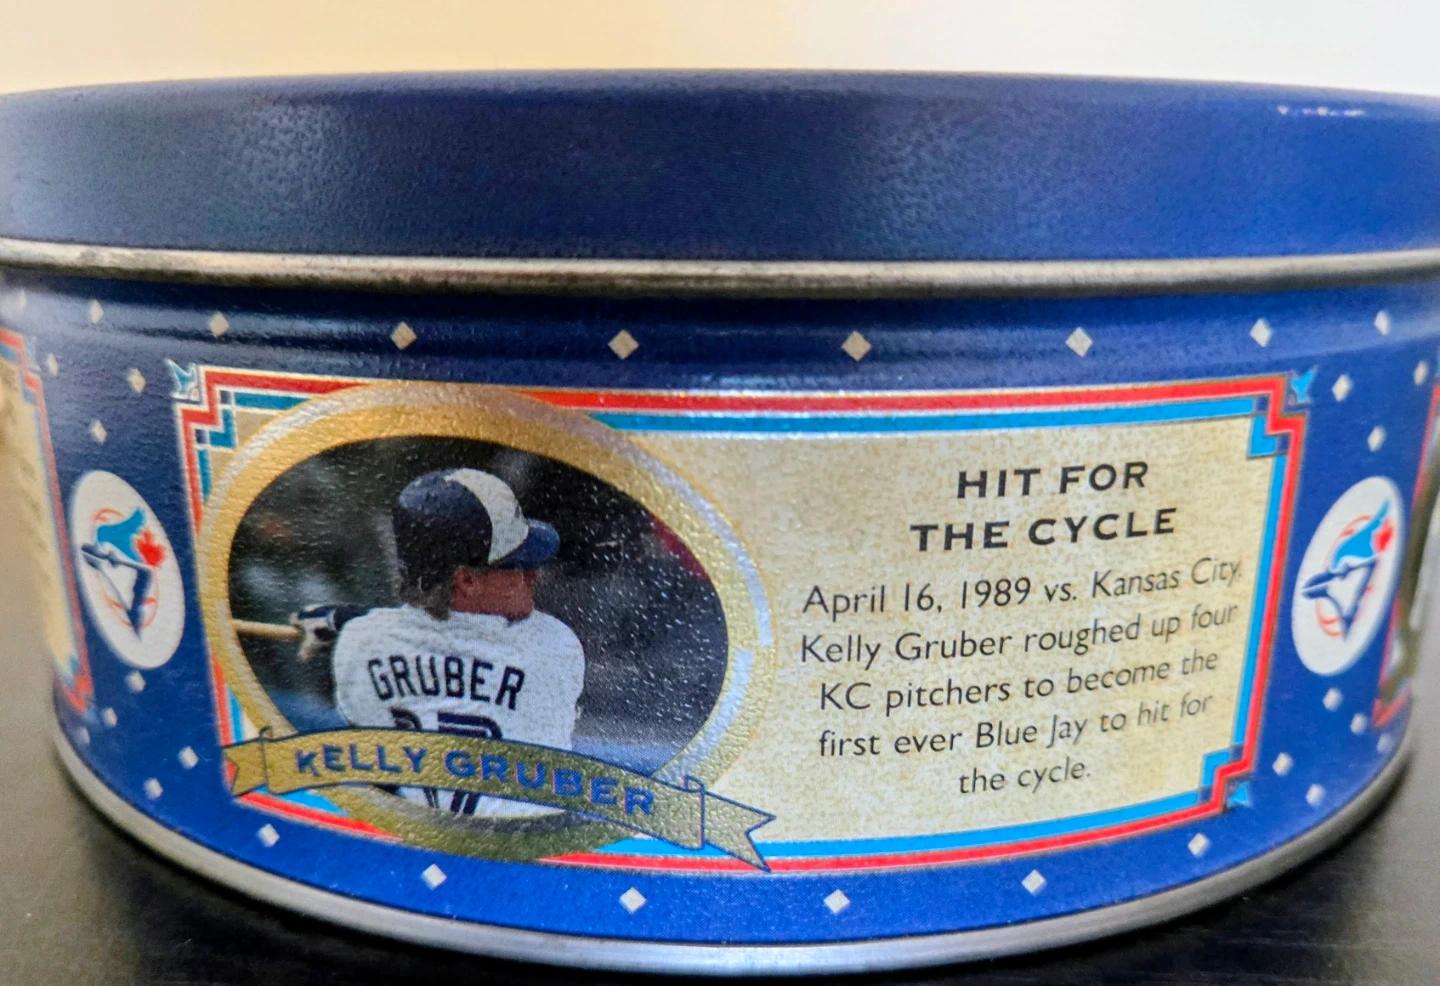 HIT FOR
THE CYCLE
April 16, 1989 vs. Kansas City.
Kelly Gruber roughed up four
KC pitchers to become the
first ever Blue Jay to hit for
the cycle.
GRUBER
17
KELLY GRUBER